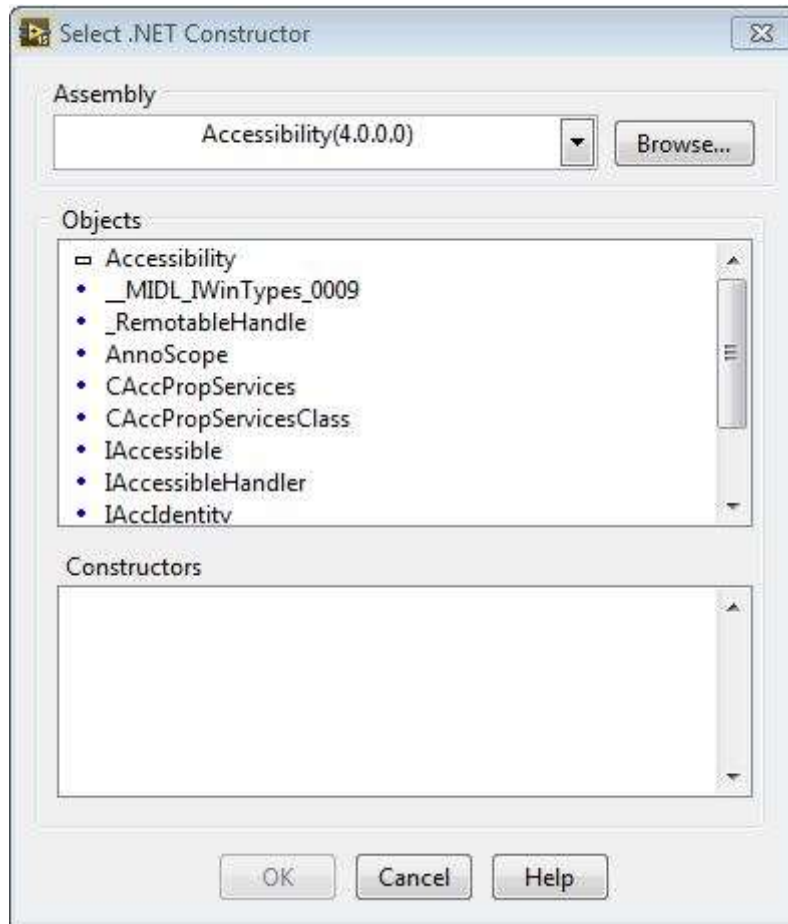 Select .NET Constructor
Assembly
Accessibility(4.0.0.0)
Browse...
Objects
Accessibility
__MIDL_IWinTypes_0009
_RemotableHandle
AnnoScope
CAccPropServices
CAccPropServicesClass
IAccessible
IAccessibleHandler
IAccIdentity
Constructors
OK
Cancel
Help